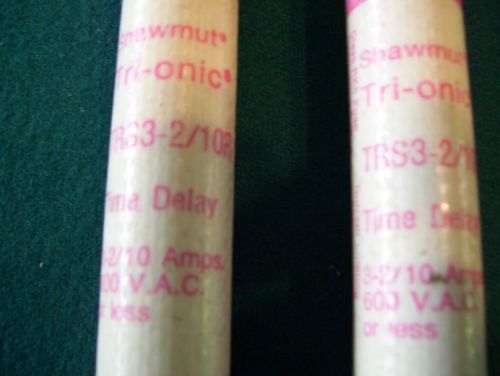 Shawmut®
Tri-onic®
TRS3-2/10R
Time Delay
3-2/10 Amps.
600 V.A.C.
or less
Shawmut
Tri-onic
TRS3-2/10
Time Delay
3-2/10 Amps
600 V.A.C.
or less